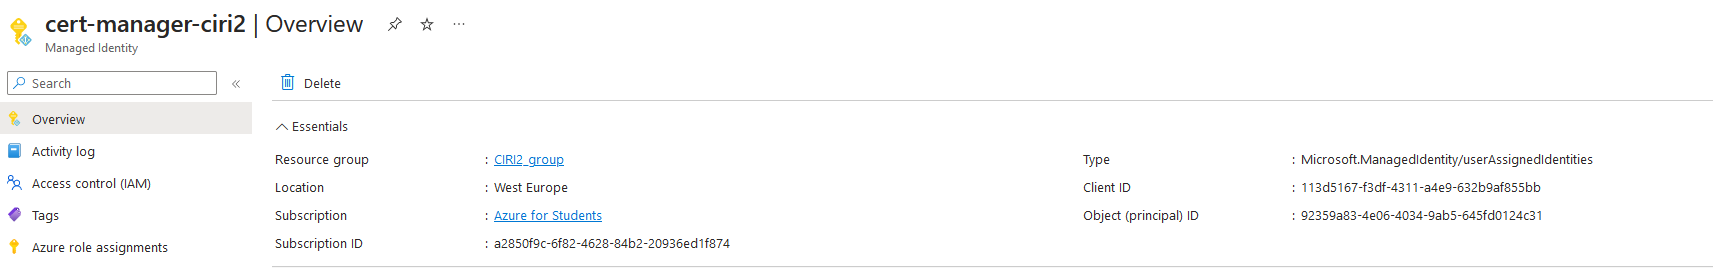 cert-manager-ciri2 | Overview
Managed Identity
Search
Delete
Overview
Activity log
Access control (IAM)
Tags
Azure role assignments
Essentials
Resource group : CIRI2_group
Location : West Europe
Subscription : Azure for Students
Subscription ID : a2850f9c-6f82-4628-84b2-20936ed1f874
Type : Microsoft.ManagedIdentity/userAssignedIdentities
Client ID : 113d5167-f3df-4311-a4e9-632b9af855bb
Object (principal) ID : 92359a83-4e06-4034-9ab5-645fd0124c31